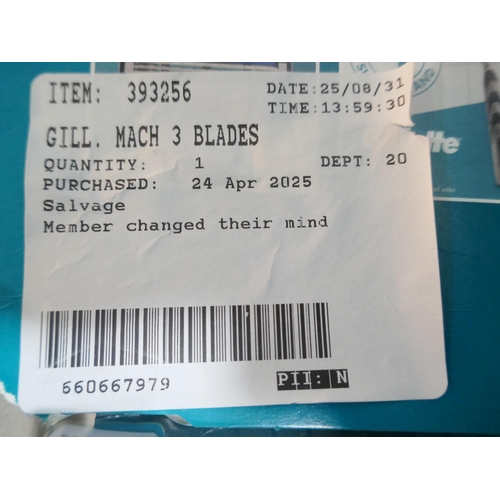 ITEM: 393256 DATE:25/08/31
TIME:13:59:30
GILL. MACH 3 BLADES
QUANTITY: 1 DEPT: 20
PURCHASED: 24 Apr 2025
Salvage
Member changed their mind
660667979 PII: N